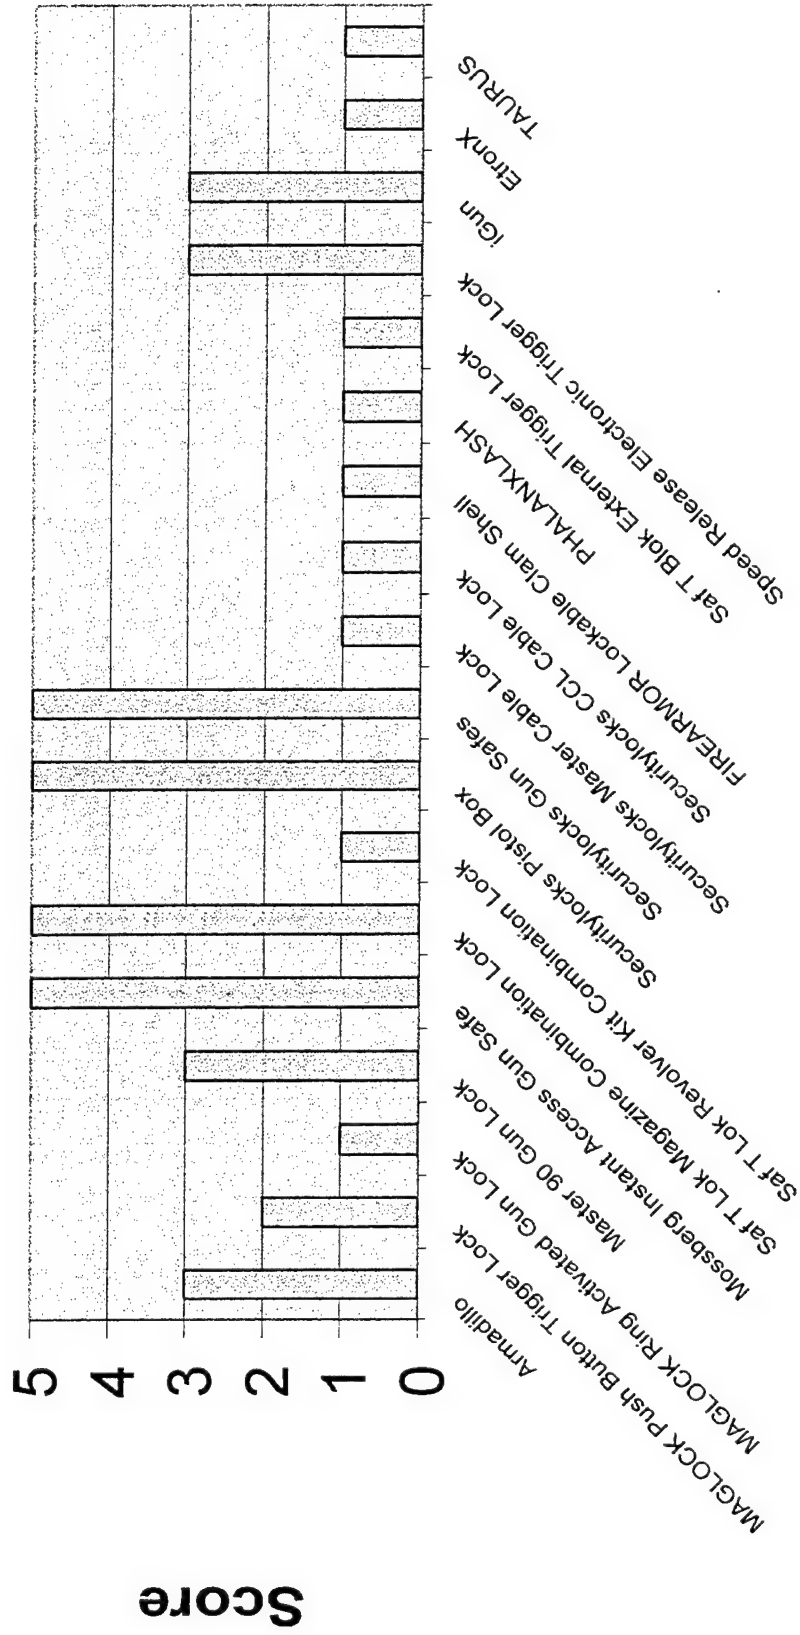 Score
5
4
3
2
1
0
Armadillo
MAGLOCK Push Button Trigger Lock
MAGLOCK Ring Activated Gun Lock
Master 90 Gun Lock
Mossberg Instant Access Gun Safe
Saf T Lok Magazine Combination Lock
Saf T Lok Revolver Kit Combination Lock
Securitylocks Pistol Box
Securitylocks Gun Safes
Securitylocks Master Cable Lock
Securitylocks CCL Cable Lock
FIREARMOR Lockable Clam Shell
PHALANXLASH
Saf T Blok External Trigger Lock
Speed Release Electronic Trigger Lock
iGun
EtronX
TAURUS